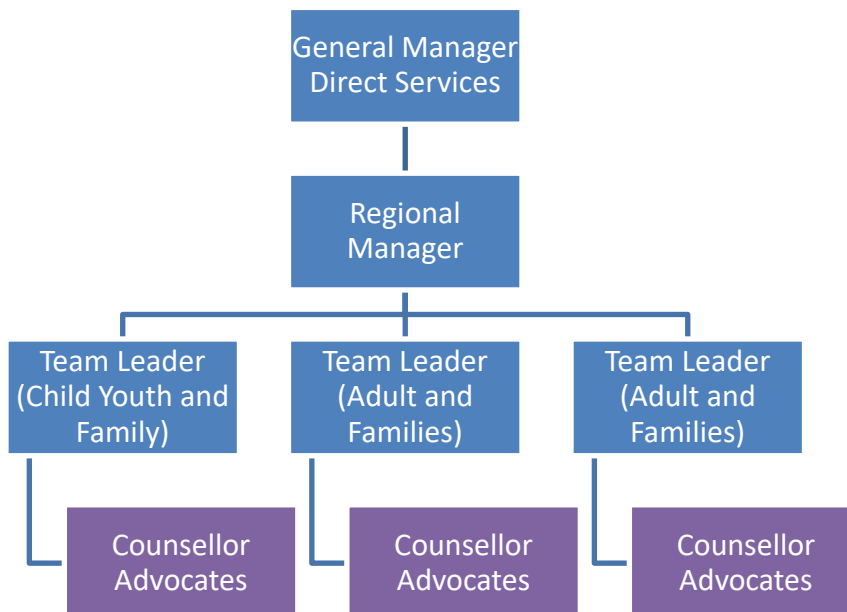 General Manager
Direct Services
Regional
Manager
Team Leader
(Child Youth and
Family)
Team Leader
(Adult and
Families)
Team Leader
(Adult and
Families)
Counsellor
Advocates
Counsellor
Advocates
Counsellor
Advocates